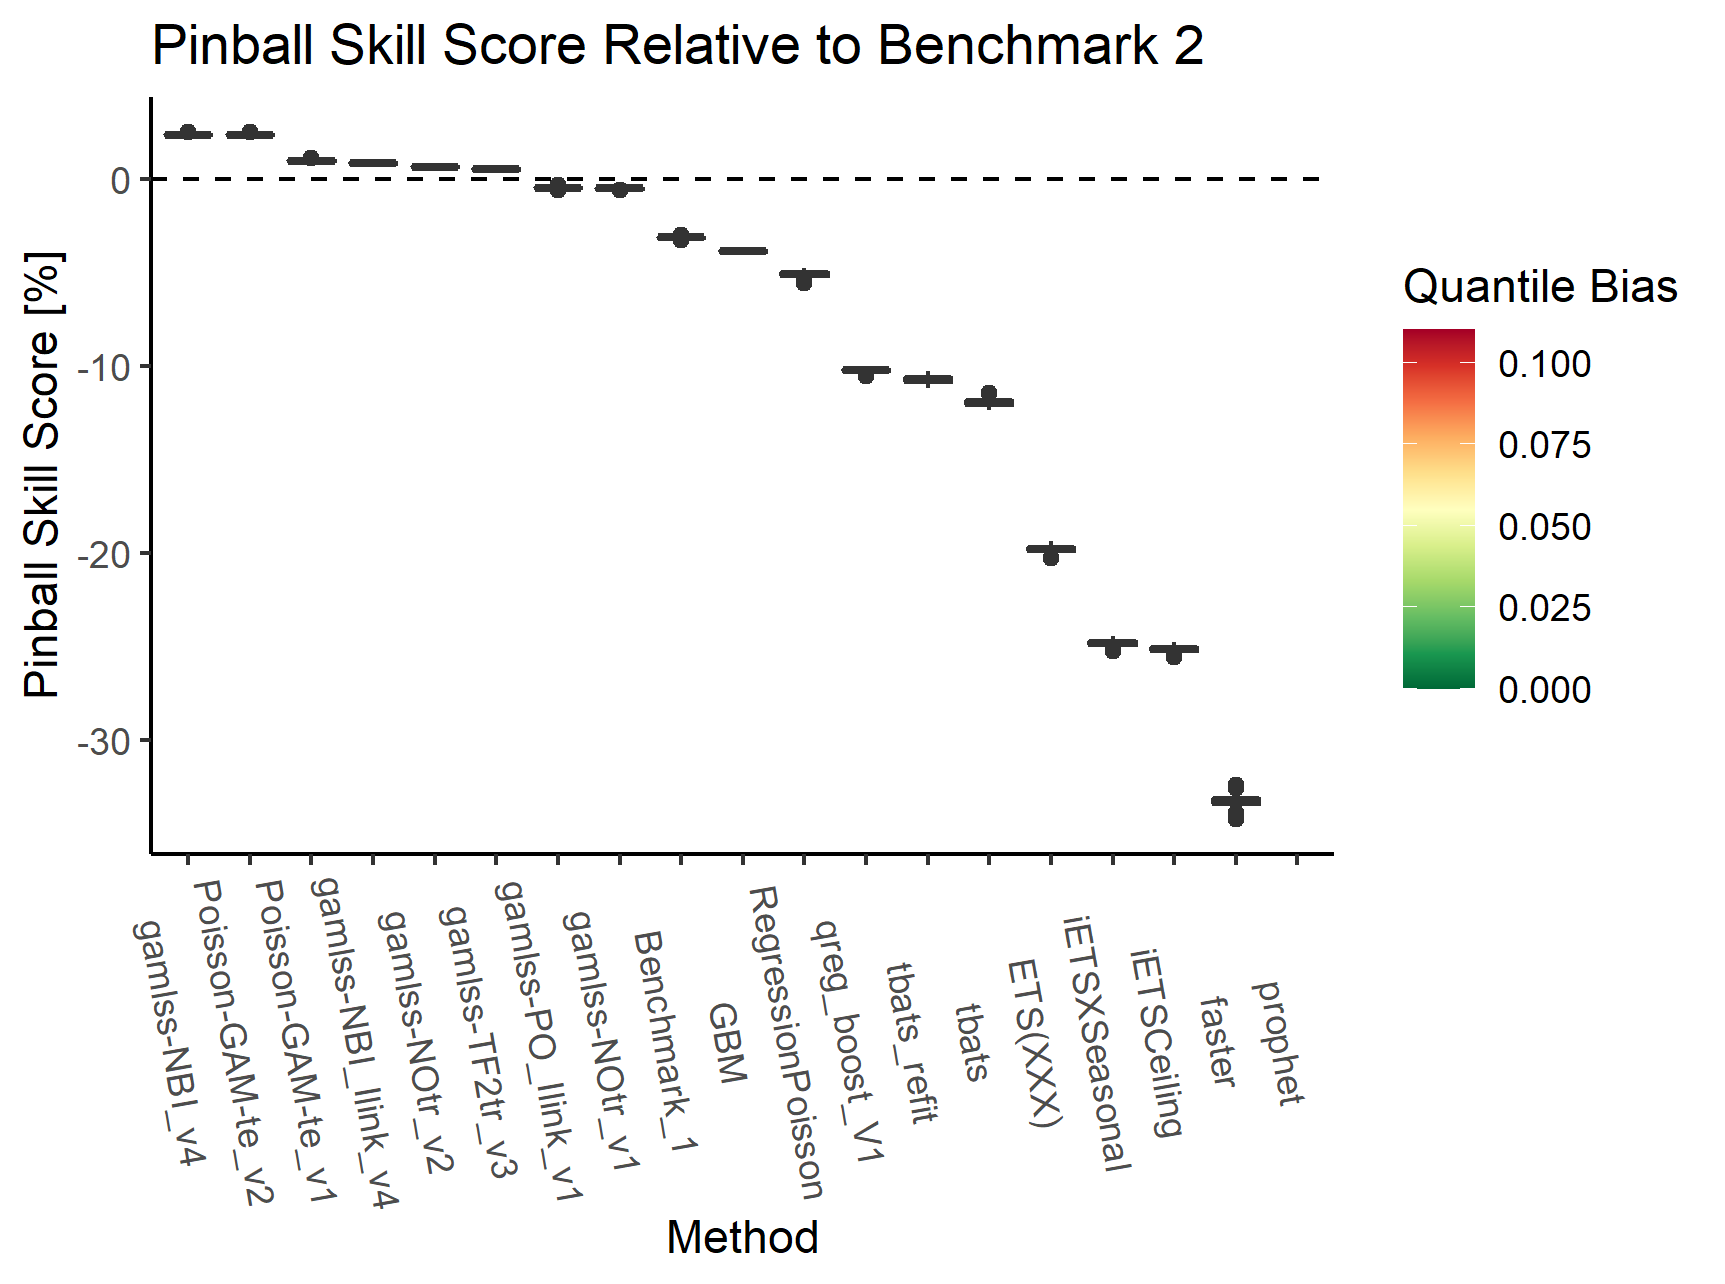 Pinball Skill Score Relative to Benchmark 2
Pinball Skill Score [%]
0
-10
-20
-30
gamlss-NBI_v4
Poisson-GAM-te_v2
Poisson-GAM-te_v1
gamlss-NBI_llink_v4
gamlss-NOtr_v2
gamlss-TF2tr_v3
gamlss-PO_llink_v1
gamlss-NOtr_v1
Benchmark_1
GBM
RegressionPoisson
qreg_boost_V1
tbats_refit
tbats
ETS(XXX)
iETSXSeasonal
iETSCeiling
faster
prophet
Method
Quantile Bias
0.100
0.075
0.050
0.025
0.000